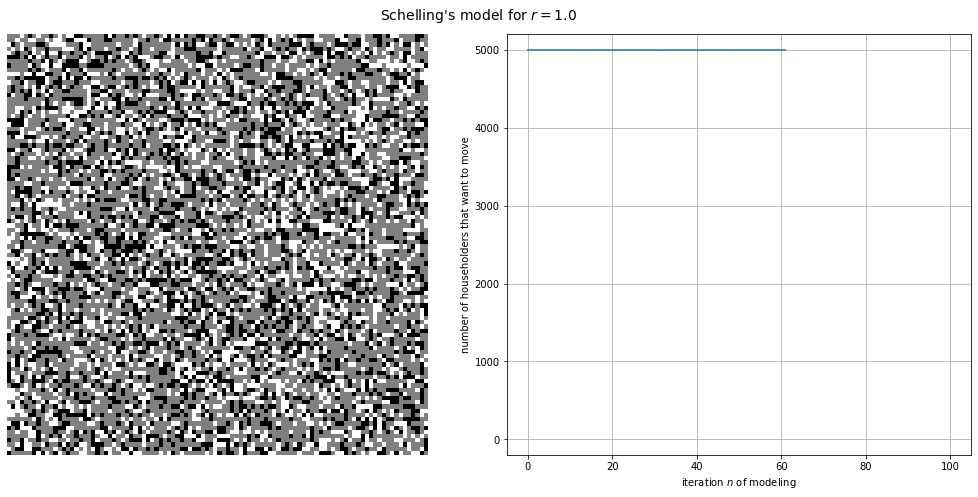 Schelling's model for r = 1.0
number of householders that want to move
5000
4000
3000
2000
1000
0
0 20 40 60 80 100
iteration n of modeling